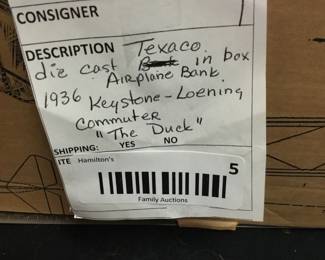 CONSIGNER
DESCRIPTION Texaco
die cast in box
Airplane Bank
1936 Keystone-Loening
Commuter
"The Duck"
SHIPPING: YES NO
ITE Hamilton's 5
Family Auctions